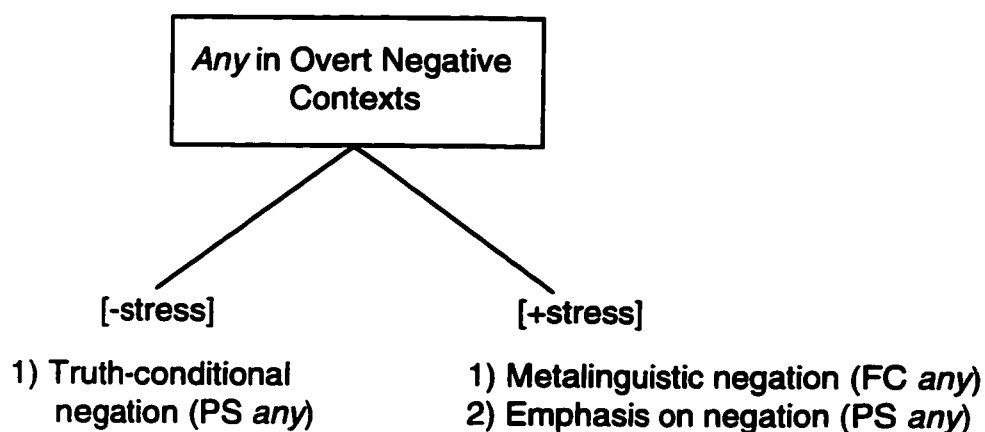 Any in Overt Negative
Contexts
[-stress]
[+stress]
1) Truth-conditional
negation (PS any)
1) Metalinguistic negation (FC any)
2) Emphasis on negation (PS any)